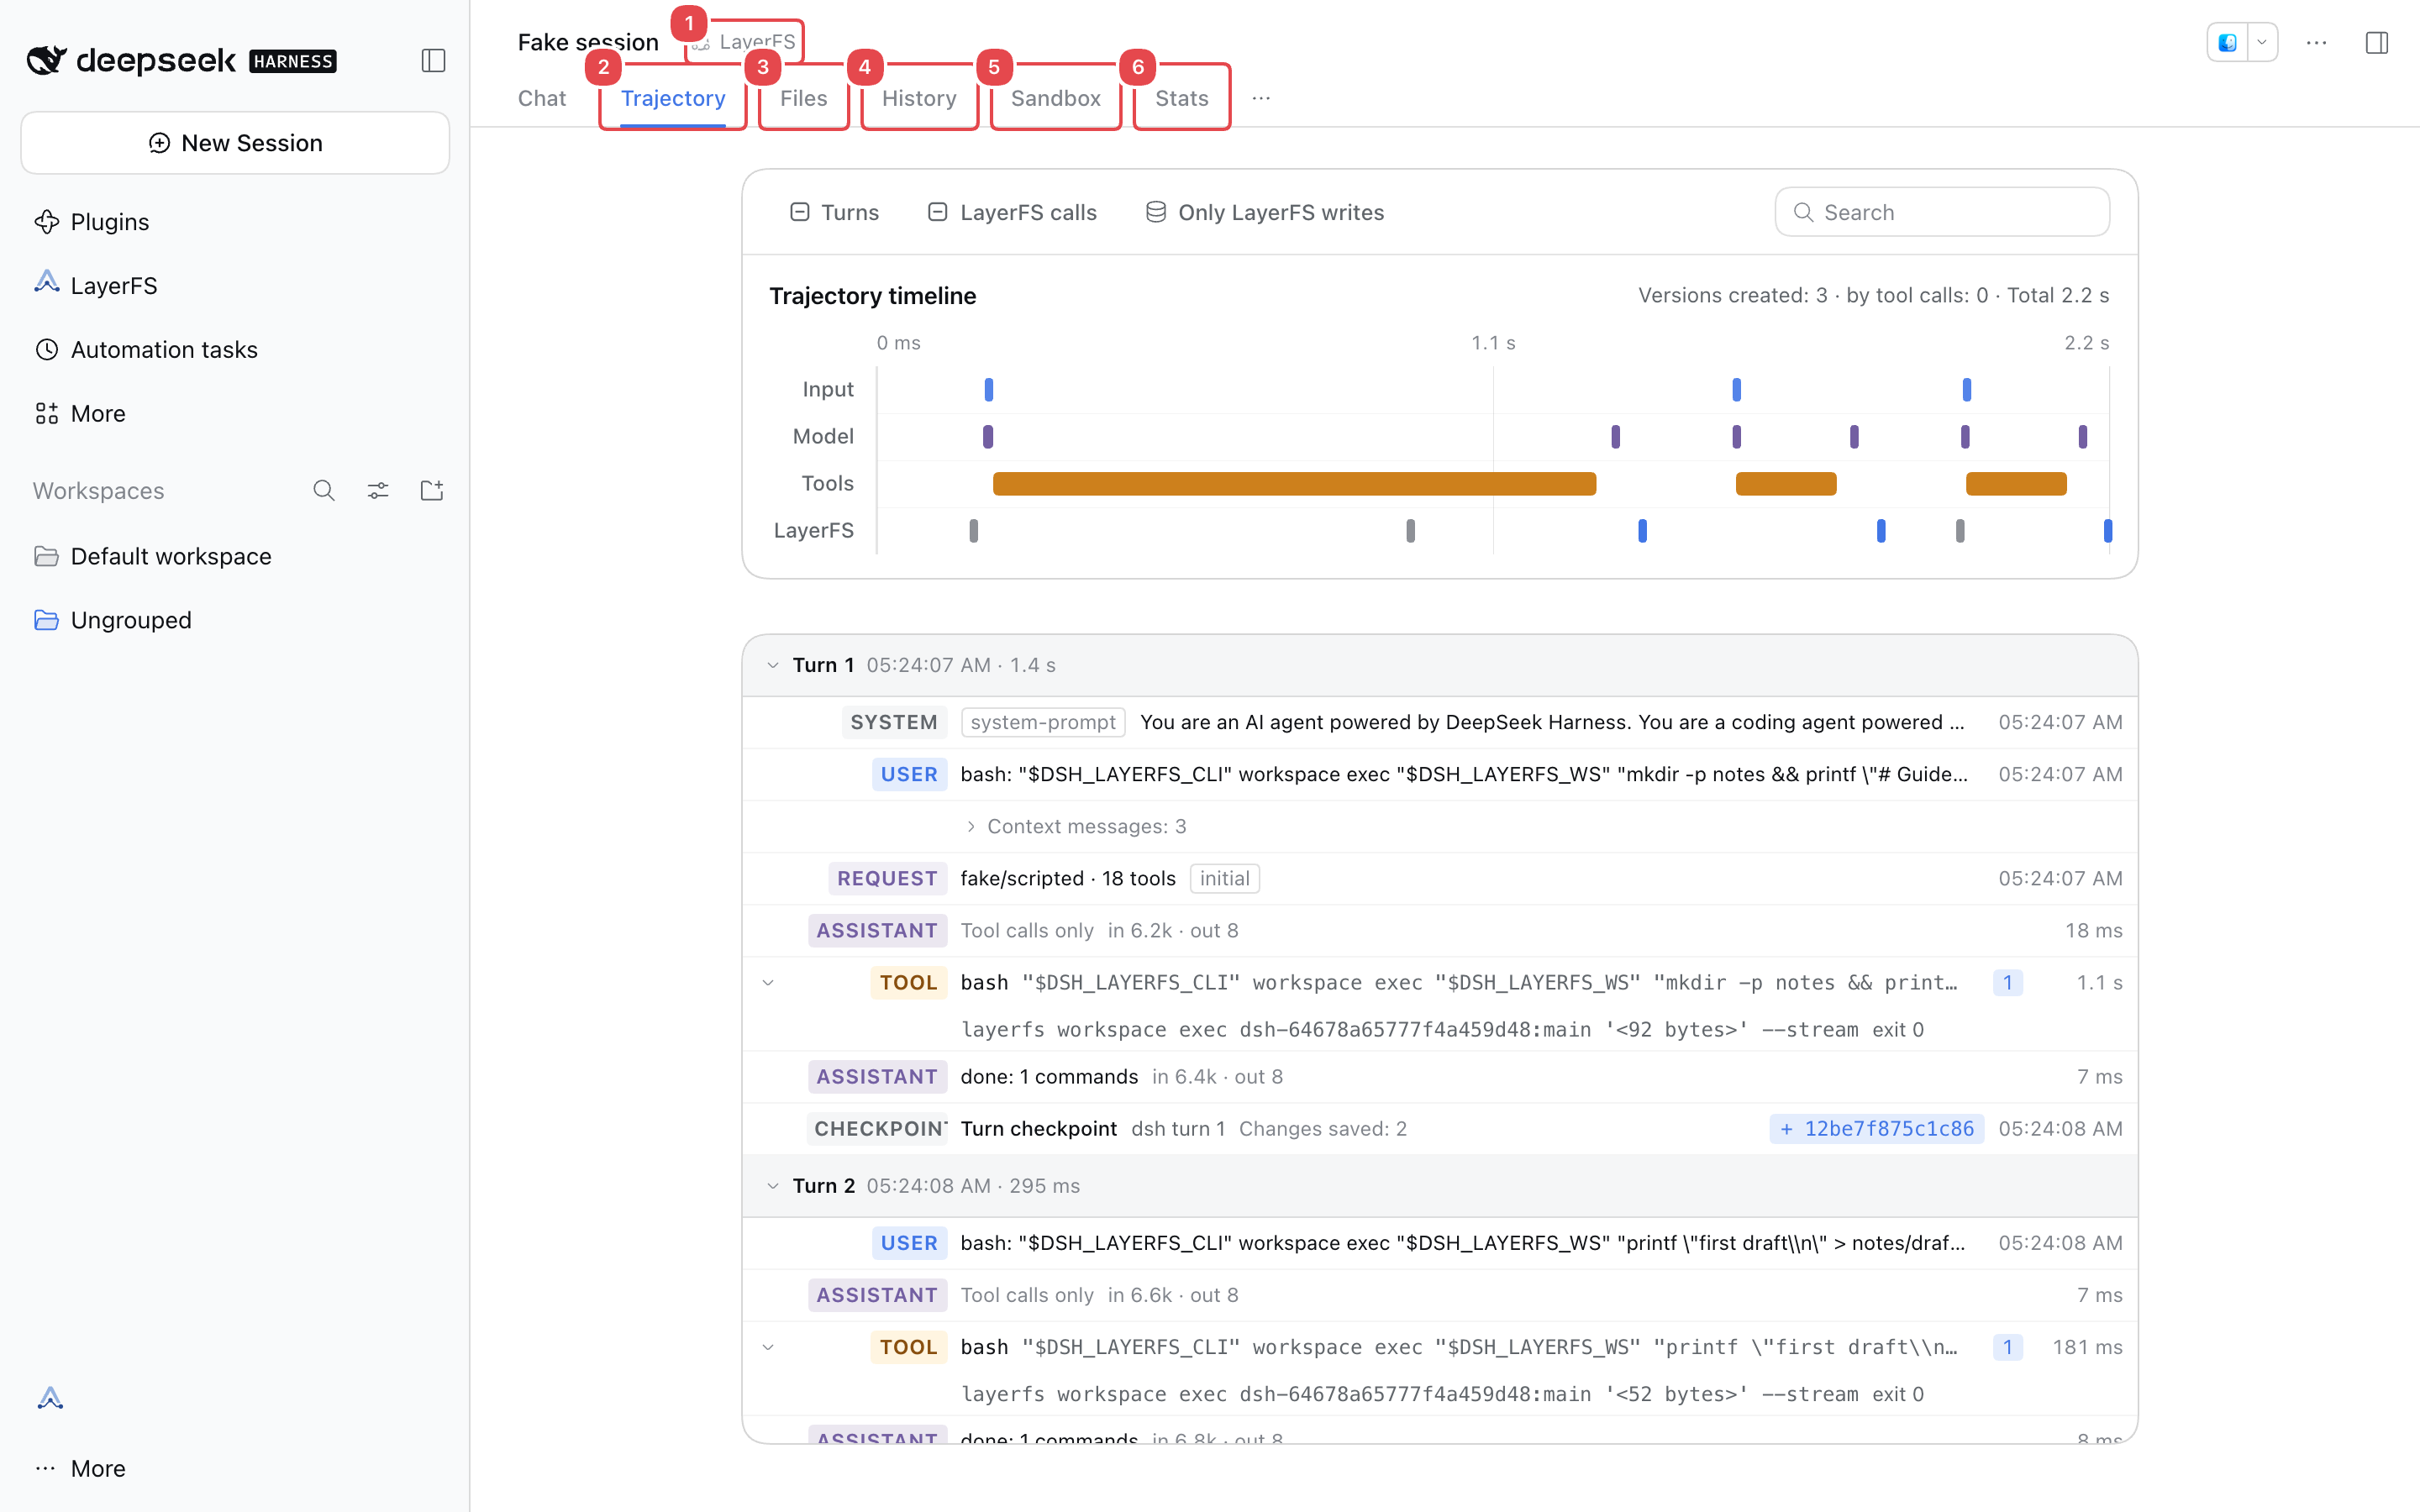 deepseek HARNESS
New Session
Plugins
LayerFS
Automation tasks
More
Workspaces
Default workspace
Ungrouped
More
Fake session
1
LayerFS
2 3 4 5 6
Chat Trajectory Files History Sandbox Stats ...
Turns LayerFS calls Only LayerFS writes Search
Trajectory timeline Versions created: 3 · by tool calls: 0 · Total 2.2 s
0 ms 1.1 s 2.2 s
Input
Model
Tools
LayerFS
Turn 1 05:24:07 AM · 1.4 s
SYSTEM system-prompt You are an AI agent powered by DeepSeek Harness. You are a coding agent powered ... 05:24:07 AM
USER bash: "$DSH_LAYERFS_CLI" workspace exec "$DSH_LAYERFS_WS" "mkdir -p notes && printf \"# Guide... 05:24:07 AM
Context messages: 3
REQUEST fake/scripted · 18 tools initial 05:24:07 AM
ASSISTANT Tool calls only in 6.2k · out 8 18 ms
TOOL bash "$DSH_LAYERFS_CLI" workspace exec "$DSH_LAYERFS_WS" "mkdir -p notes && print… 1 1.1 s
layerfs workspace exec dsh-64678a65777f4a459d48:main '<92 bytes>' --stream exit 0
ASSISTANT done: 1 commands in 6.4k · out 8 7 ms
CHECKPOINT Turn checkpoint dsh turn 1 Changes saved: 2 + 12be7f875c1c86 05:24:08 AM
Turn 2 05:24:08 AM · 295 ms
USER bash: "$DSH_LAYERFS_CLI" workspace exec "$DSH_LAYERFS_WS" "printf \"first draft\\n\" > notes/draf... 05:24:08 AM
ASSISTANT Tool calls only in 6.6k · out 8 7 ms
TOOL bash "$DSH_LAYERFS_CLI" workspace exec "$DSH_LAYERFS_WS" "printf \"first draft\\n… 1 181 ms
layerfs workspace exec dsh-64678a65777f4a459d48:main '<52 bytes>' --stream exit 0
ASSISTANT done: 1 commands in 6.8k · out 8 8 ms